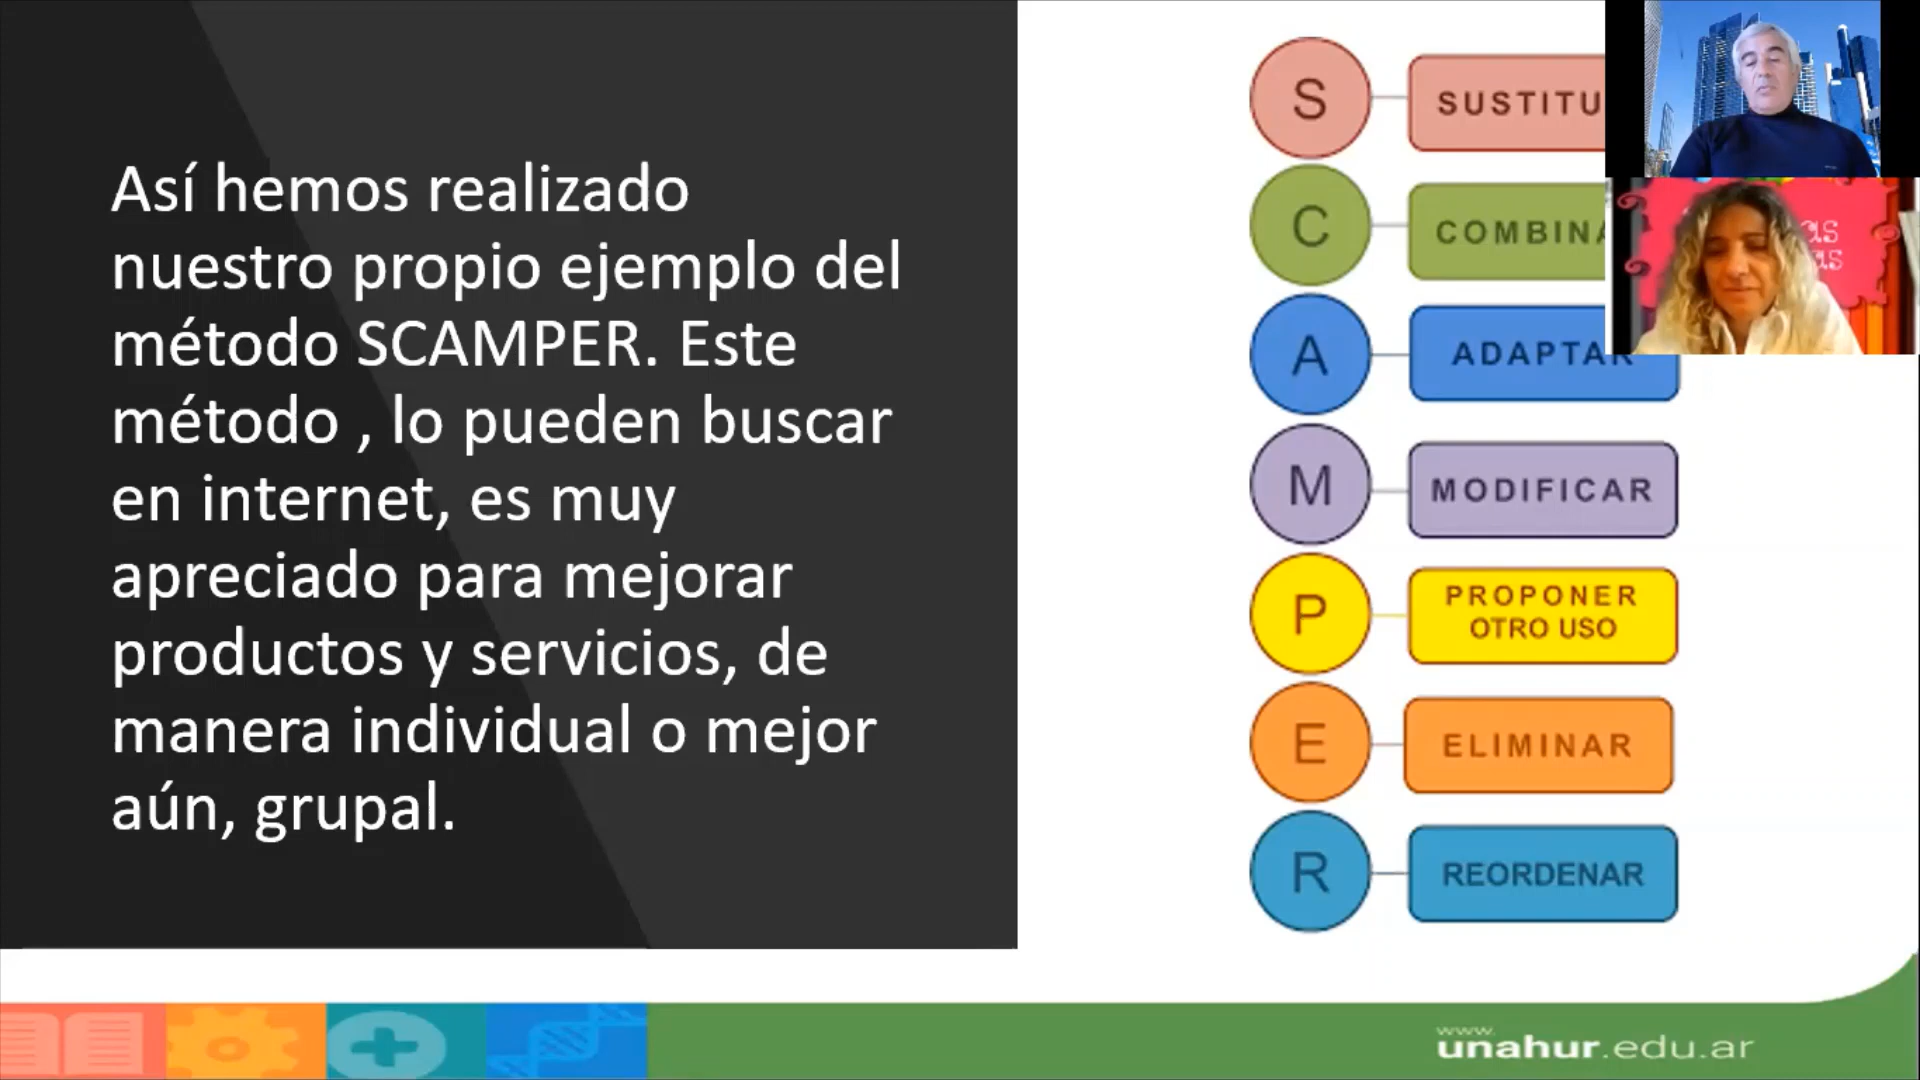 Así hemos realizado
nuestro propio ejemplo del
método SCAMPER. Este
método , lo pueden buscar
en internet, es muy
apreciado para mejorar
productos y servicios, de
manera individual o mejor
aún, grupal.
S SUSTITU
C COMBINA
A ADAPTAR
M MODIFICAR
P PROPONER
OTRO USO
E ELIMINAR
R REORDENAR
www.
unahur.edu.ar